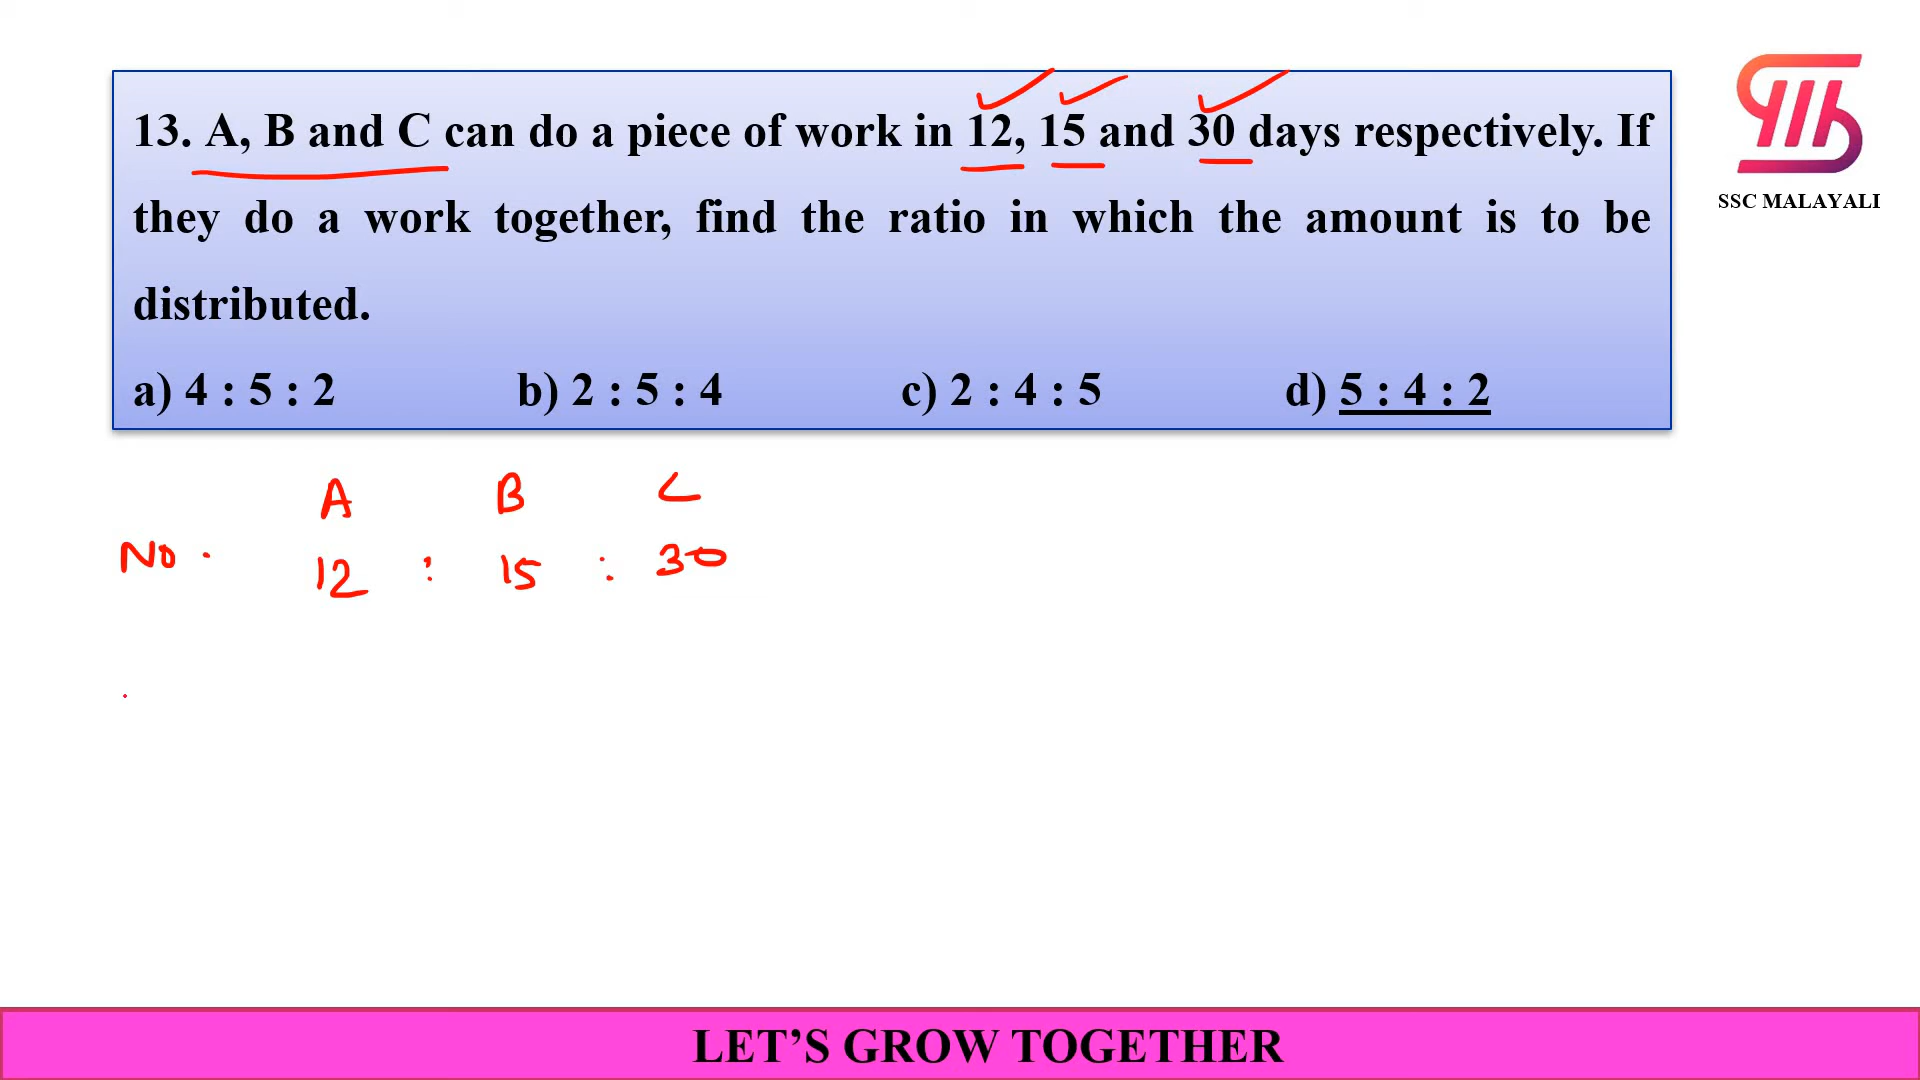 13. A, B and C can do a piece of work in 12, 15 and 30 days respectively. If
they do a work together, find the ratio in which the amount is to be
distributed.
a) 4 : 5 : 2 b) 2 : 5 : 4 c) 2 : 4 : 5 d) 5 : 4 : 2
SSC MALAYALI
A B C
No. 12 : 15 : 30
LET’S GROW TOGETHER